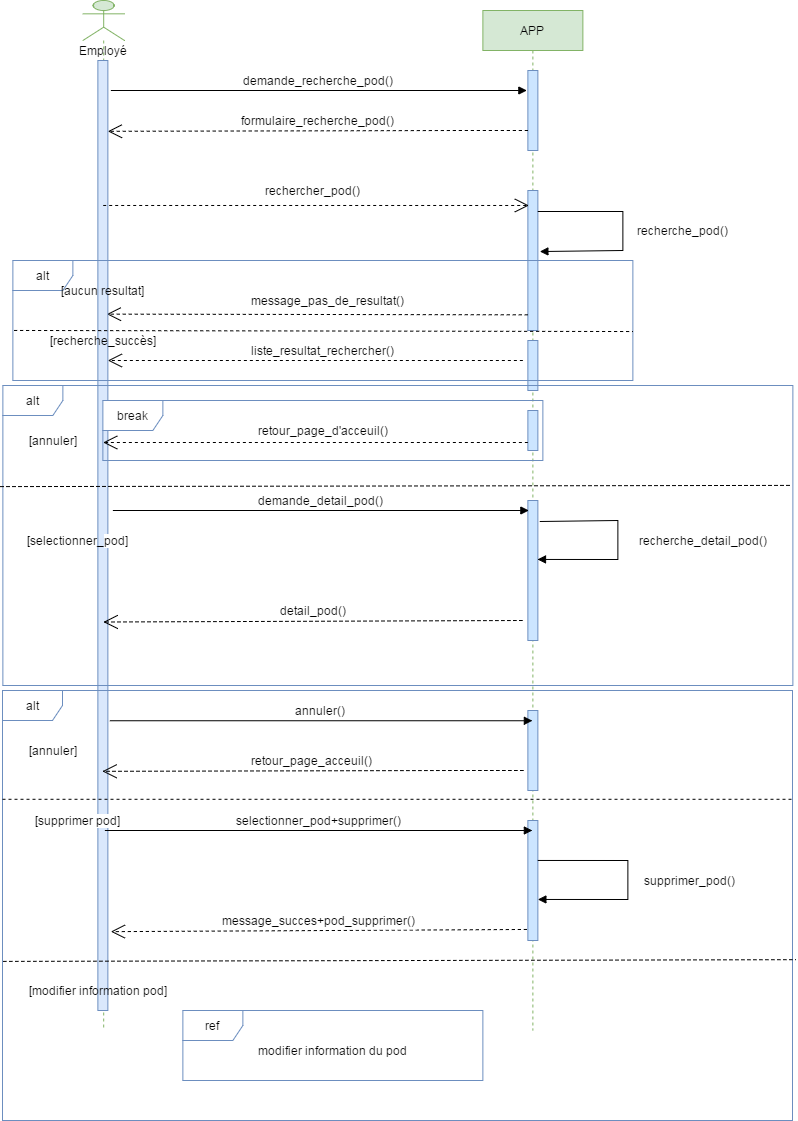 Employé
APP
demande_recherche_pod()
formulaire_recherche_pod()
rechercher_pod()
recherche_pod()
alt
[aucun resultat]
message_pas_de_resultat()
[recherche_succès]
liste_resultat_rechercher()
alt
break
[annuler]
retour_page_d'acceuil()
demande_detail_pod()
[selectionner_pod]
recherche_detail_pod()
detail_pod()
alt
annuler()
[annuler]
retour_page_acceuil()
[supprimer pod]
selectionner_pod+supprimer()
supprimer_pod()
message_succes+pod_supprimer()
[modifier information pod]
ref
modifier information du pod